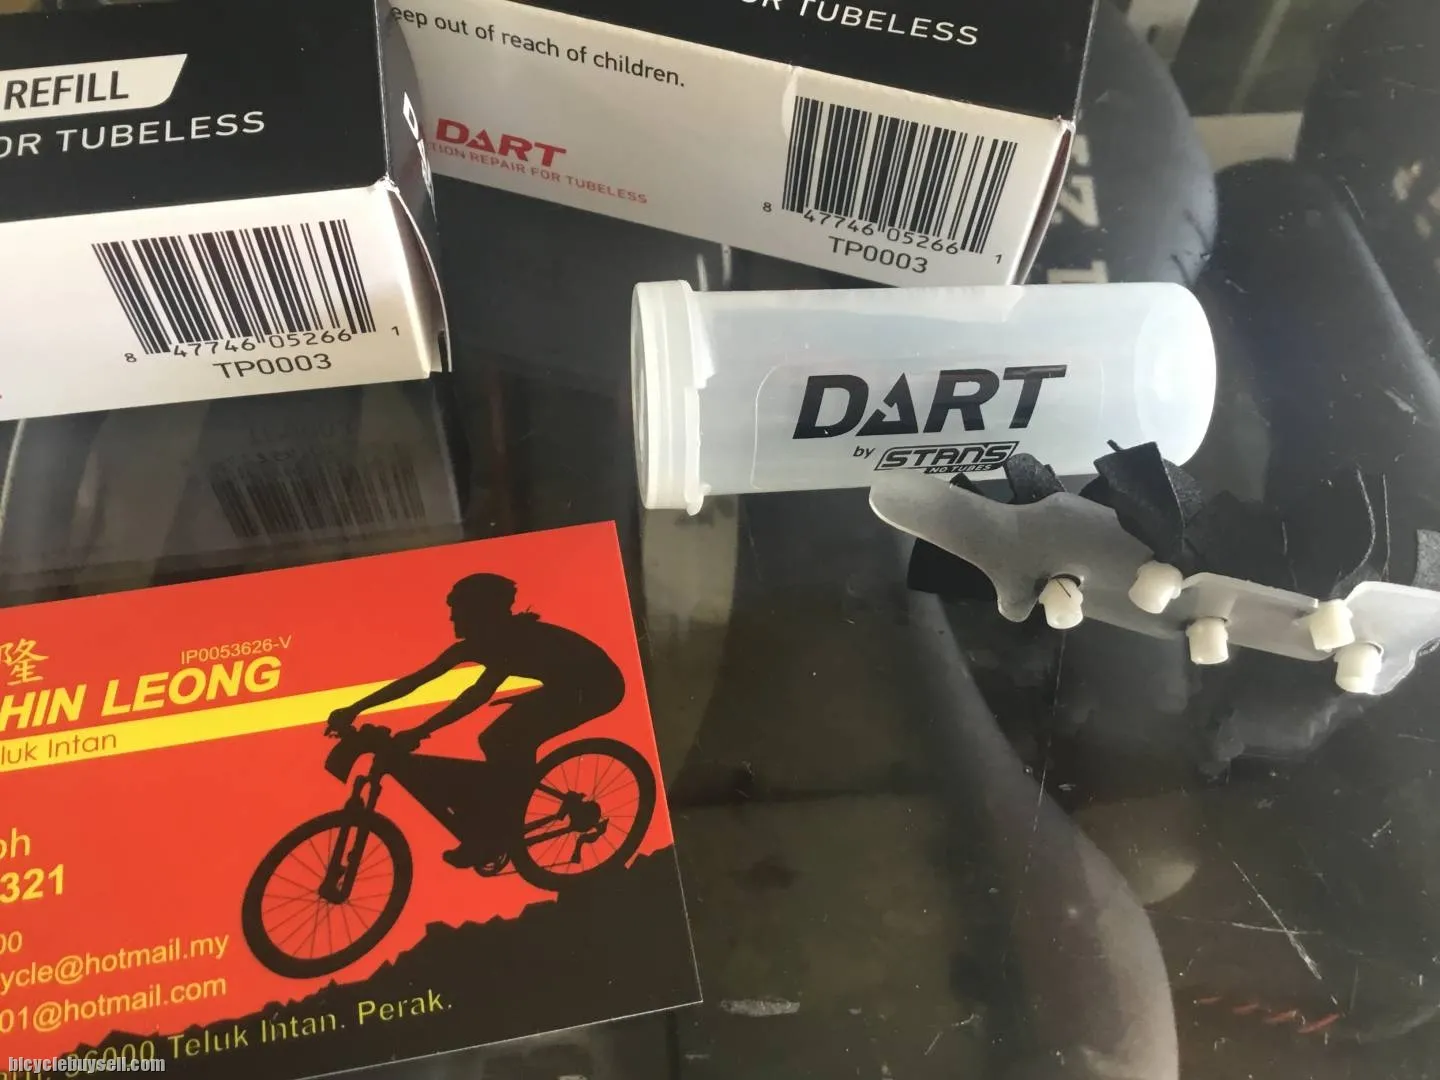 REFILL
OR TUBELESS
8 47746 05266 1
TP0003
OR TUBELESS
eep out of reach of children.
DART
TION REPAIR FOR TUBELESS
8 47746 05266 1
TP0003
DART
by STAN'S
NO TUBES
隆
IP0053626-V
HIN LEONG
luk Intan
oh
321
00
ycle@hotmail.my
01@hotmail.com
36000 Teluk Intan. Perak.
bicyclebuysell.com